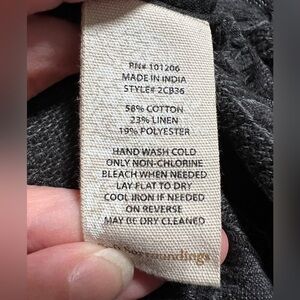 RN# 101206
MADE IN INDIA
STYLE# 2CB36
58% COTTON
23% LINEN
19% POLYESTER
HAND WASH COLD
ONLY NON-CHLORINE
BLEACH WHEN NEEDED
LAY FLAT TO DRY
COOL IRON IF NEEDED
ON REVERSE
MAY BE DRY CLEANED